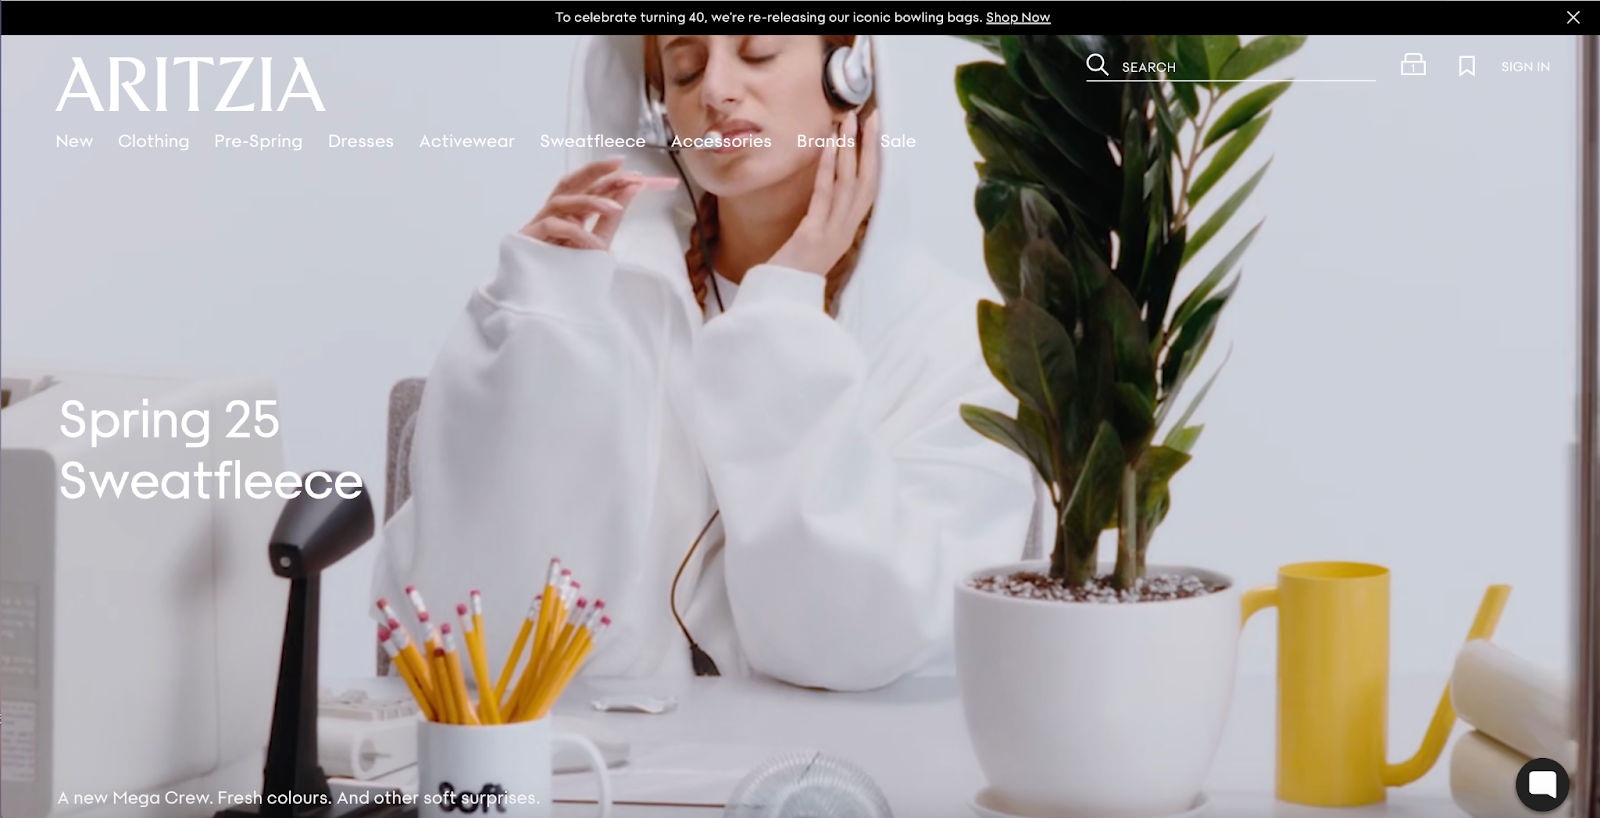 To celebrate turning 40, we're re-releasing our iconic bowling bags. Shop Now
ARITZIA
SEARCH
1
SIGN IN
New Clothing Pre-Spring Dresses Activewear Sweatfleece Accessories Brands Sale
Spring 25
Sweatfleece
Soft
A new Mega Crew. Fresh colours. And other soft surprises.